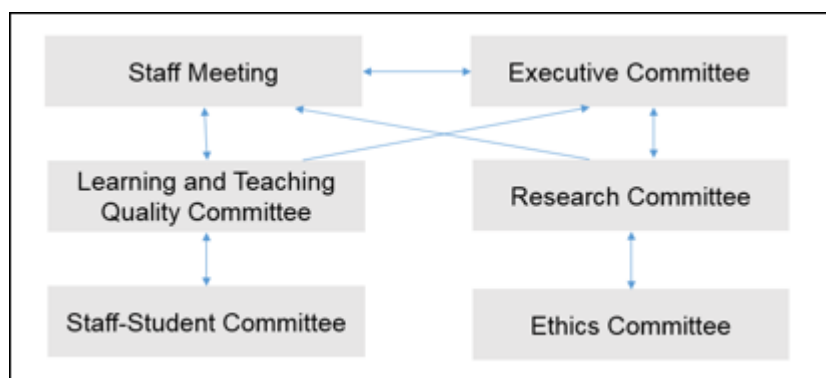 Staff Meeting
Executive Committee
Learning and Teaching
Quality Committee
Research Committee
Staff-Student Committee
Ethics Committee